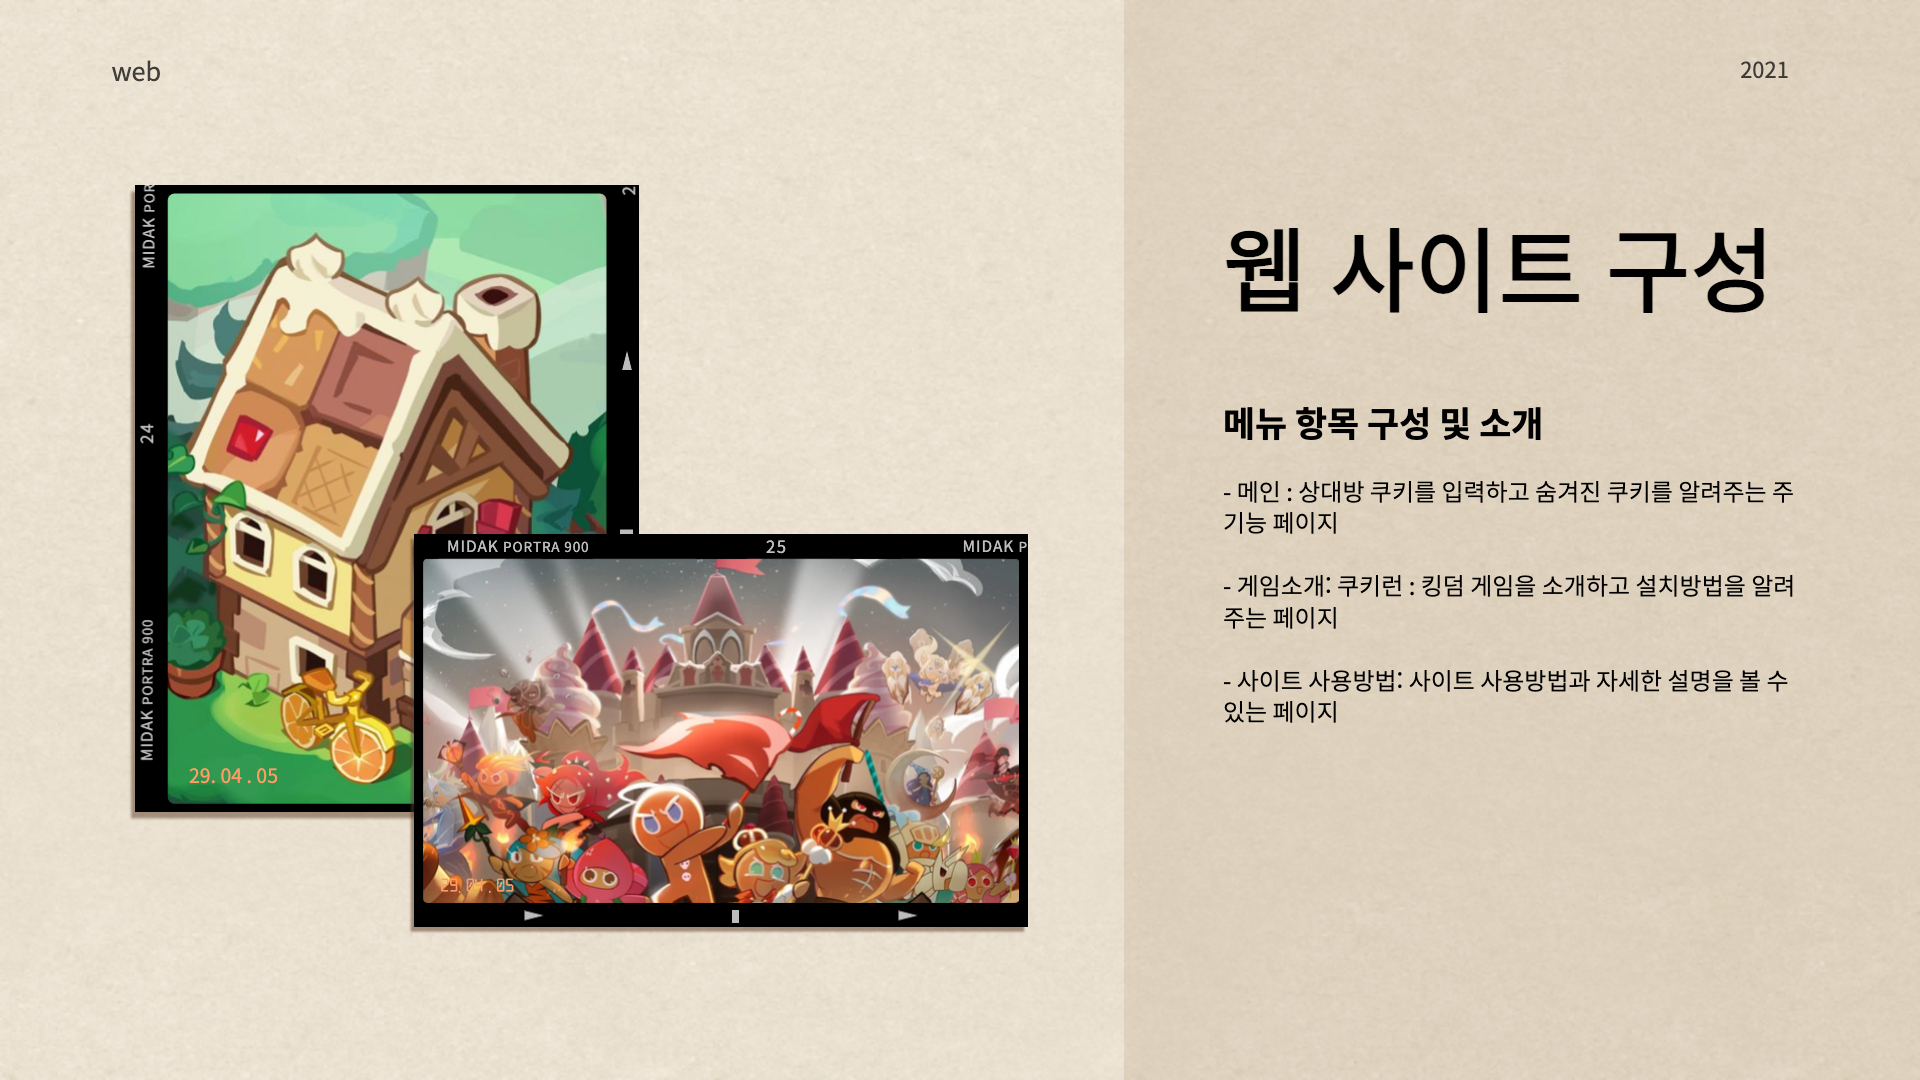 web
2021
MIDAK POR
2
24
MIDAK PORTRA 900
29.04.05
MIDAK PORTRA 900
25
MIDAK P
29.04.05
웹 사이트 구성
메뉴 항목 구성 및 소개
- 메인 : 상대방 쿠키를 입력하고 숨겨진 쿠키를 알려주는 주
기능 페이지
- 게임소개: 쿠키런 : 킹덤 게임을 소개하고 설치방법을 알려
주는 페이지
- 사이트 사용방법: 사이트 사용방법과 자세한 설명을 볼 수
있는 페이지